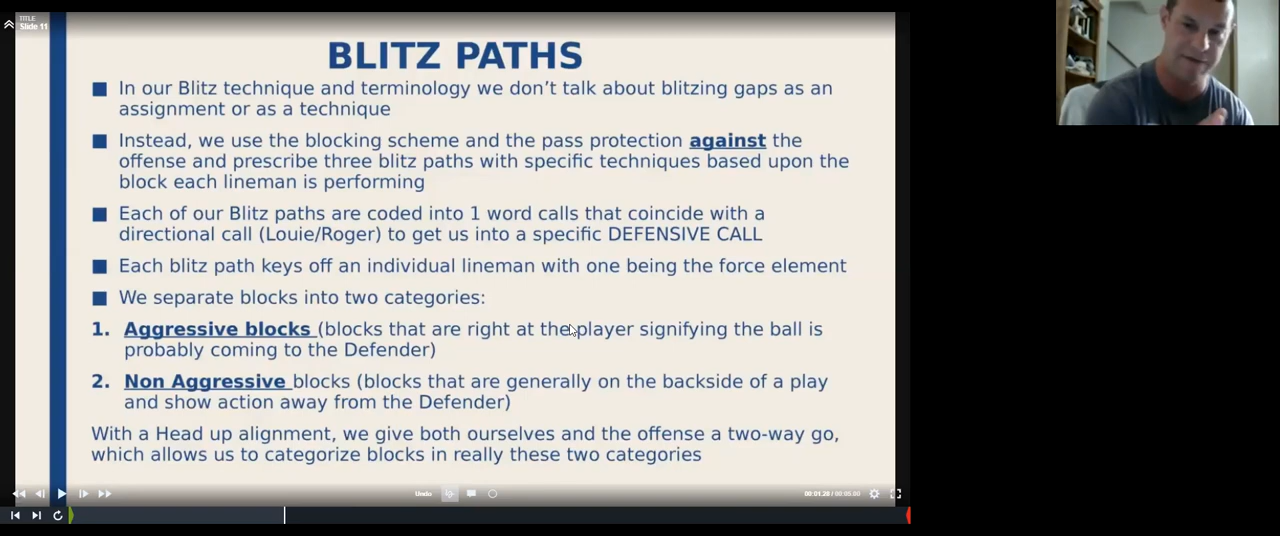 TITLE
Slide 11
BLITZ PATHS
■ In our Blitz technique and terminology we don't talk about blitzing gaps as an
assignment or as a technique
■ Instead, we use the blocking scheme and the pass protection against the
offense and prescribe three blitz paths with specific techniques based upon the
block each lineman is performing
■ Each of our Blitz paths are coded into 1 word calls that coincide with a
directional call (Louie/Roger) to get us into a specific DEFENSIVE CALL
■ Each blitz path keys off an individual lineman with one being the force element
■ We separate blocks into two categories:
1. Aggressive blocks (blocks that are right at the player signifying the ball is
probably coming to the Defender)
2. Non Aggressive blocks (blocks that are generally on the backside of a play
and show action away from the Defender)
With a Head up alignment, we give both ourselves and the offense a two-way go,
which allows us to categorize blocks in really these two categories
Undo